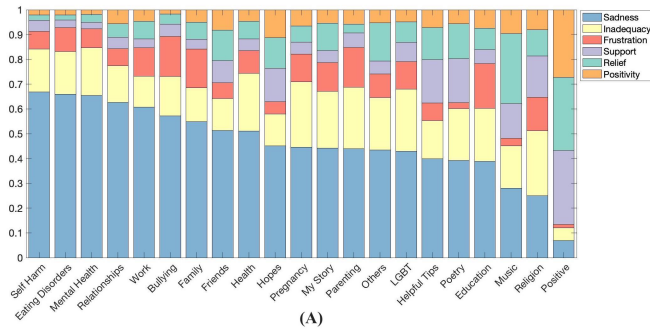 1
0.9
0.8
0.7
0.6
0.5
0.4
0.3
0.2
0.1
0
Sadness
Inadequacy
Frustration
Support
Relief
Positivity
Self Harm
Eating Disorders
Mental Health
Relationships
Work
Bullying
Family
Friends
Health
Hopes
Pregnancy
My Story
Parenting
Others
LGBT
Helpful Tips
Poetry
Education
Music
Religion
Positive
(A)